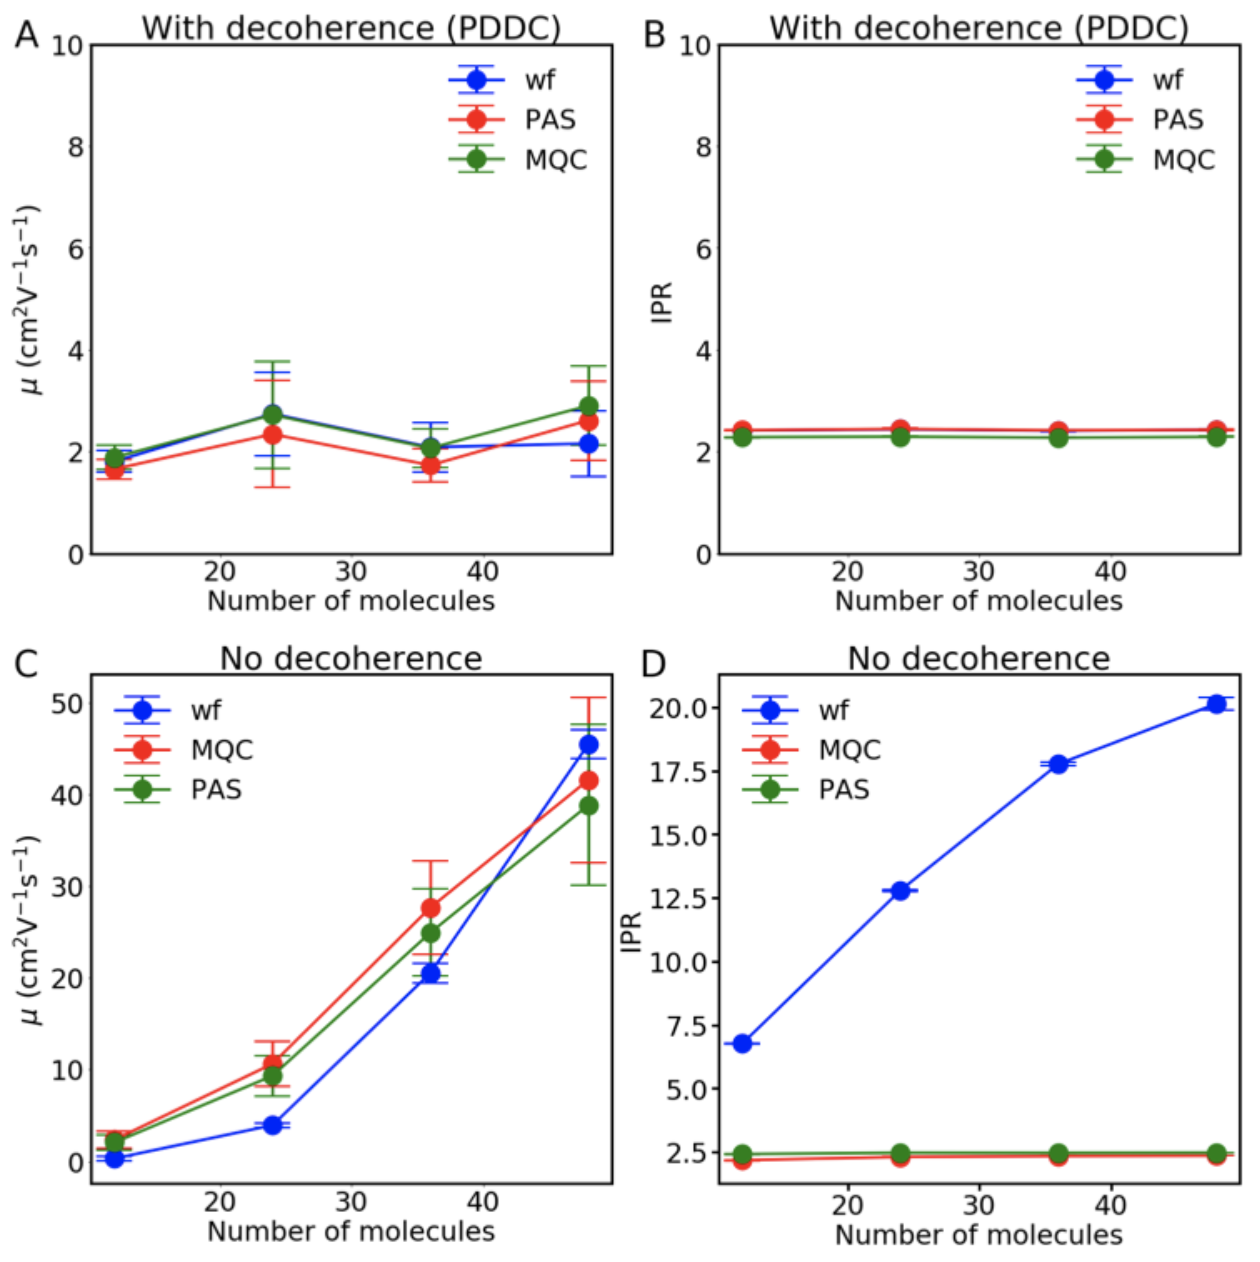 A
With decoherence (PDDC)
10
8
6
4
2
0
μ (cm²V⁻¹s⁻¹)
wf
PAS
MQC
20 30 40
Number of molecules
B
With decoherence (PDDC)
10
8
6
4
2
0
IPR
wf
PAS
MQC
20 30 40
Number of molecules
C
No decoherence
50
40
30
20
10
0
μ (cm²V⁻¹s⁻¹)
wf
MQC
PAS
20 30 40
Number of molecules
D
No decoherence
20.0
17.5
15.0
12.5
10.0
7.5
5.0
2.5
IPR
wf
MQC
PAS
20 30 40
Number of molecules